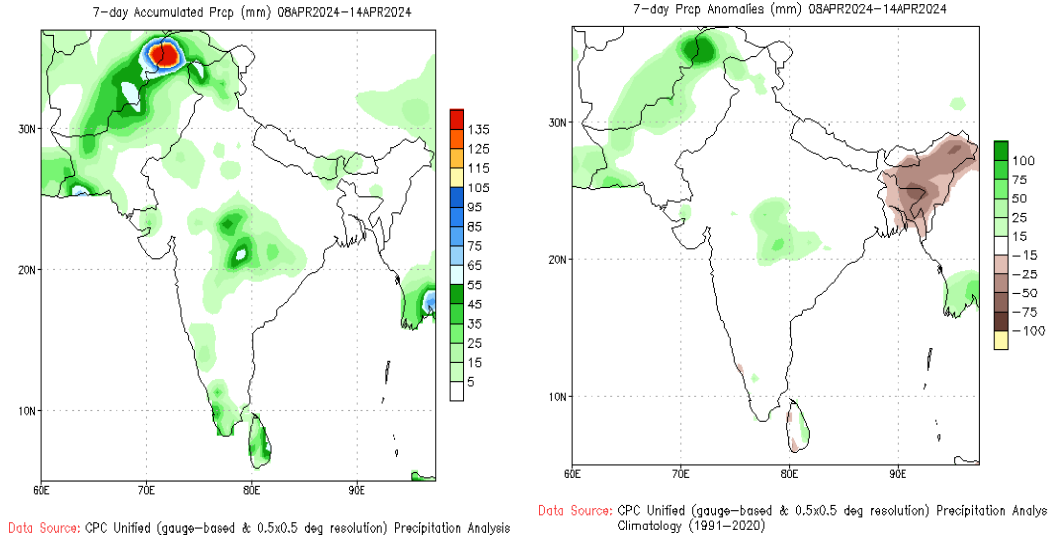 7-day Accumulated Prcp (mm) 08APR2024-14APR2024
30N
20N
10N
60E
70E
80E
90E
135
125
115
105
95
85
75
65
55
45
35
25
15
5
Data Source: CPC Unified (gauge-based & 0.5x0.5 deg resolution) Precipitation Analysis
7-day Prcp Anomalies (mm) 08APR2024-14APR2024
30N
20N
10N
60E
70E
80E
90E
100
75
50
25
15
-15
-25
-50
-75
-100
Data Source: CPC Unified (gauge-based & 0.5x0.5 deg resolution) Precipitation Analys
Climatology (1991-2020)